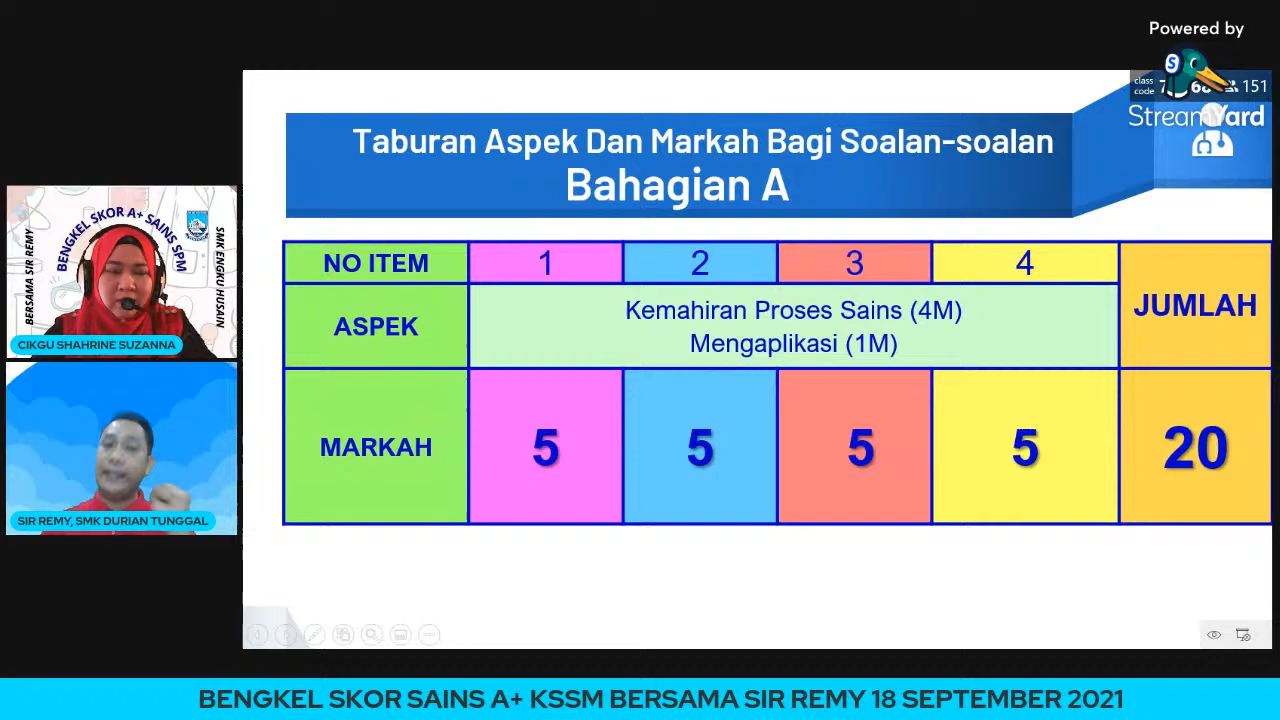 Powered by
StreamYard
class
code
151
Taburan Aspek Dan Markah Bagi Soalan-soalan
Bahagian A
NO ITEM 1 2 3 4 JUMLAH
ASPEK Kemahiran Proses Sains (4M)
Mengaplikasi (1M)
MARKAH 5 5 5 5 20
BERSAMA SIR REMY
BENGKEL SKOR A+ SAINS SPM
SMK ENGKU HUSAIN
CIKGU SHAHRINE SUZANNA
SIR REMY, SMK DURIAN TUNGGAL
BENGKEL SKOR SAINS A+ KSSM BERSAMA SIR REMY 18 SEPTEMBER 2021